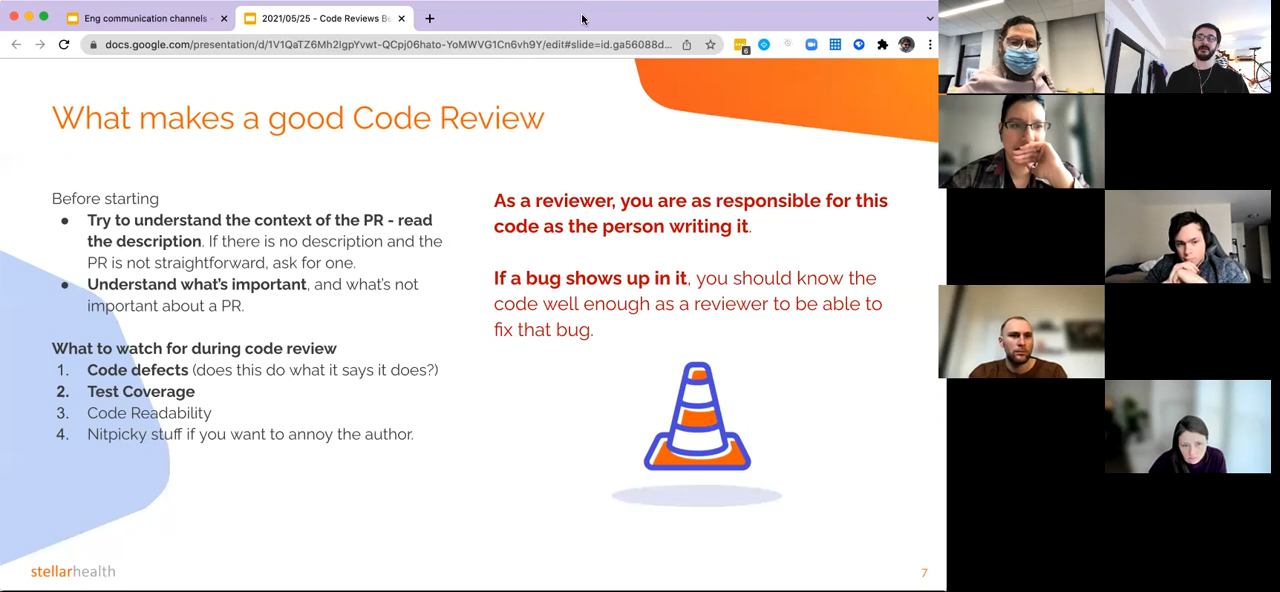 Eng communication channels
2021/05/25 - Code Reviews Be
docs.google.com/presentation/d/1V1QaTZ6Mh2IgpYvwt-QCpj06hato-YoMWVG1Cn6vh9Y/edit#slide=id.ga56088d...
6
What makes a good Code Review
Before starting
● Try to understand the context of the PR - read
the description. If there is no description and the
PR is not straightforward, ask for one.
● Understand what's important, and what's not
important about a PR.
What to watch for during code review
1. Code defects (does this do what it says it does?)
2. Test Coverage
3. Code Readability
4. Nitpicky stuff if you want to annoy the author.
As a reviewer, you are as responsible for this
code as the person writing it.
If a bug shows up in it, you should know the
code well enough as a reviewer to be able to
fix that bug.
stellarhealth
7